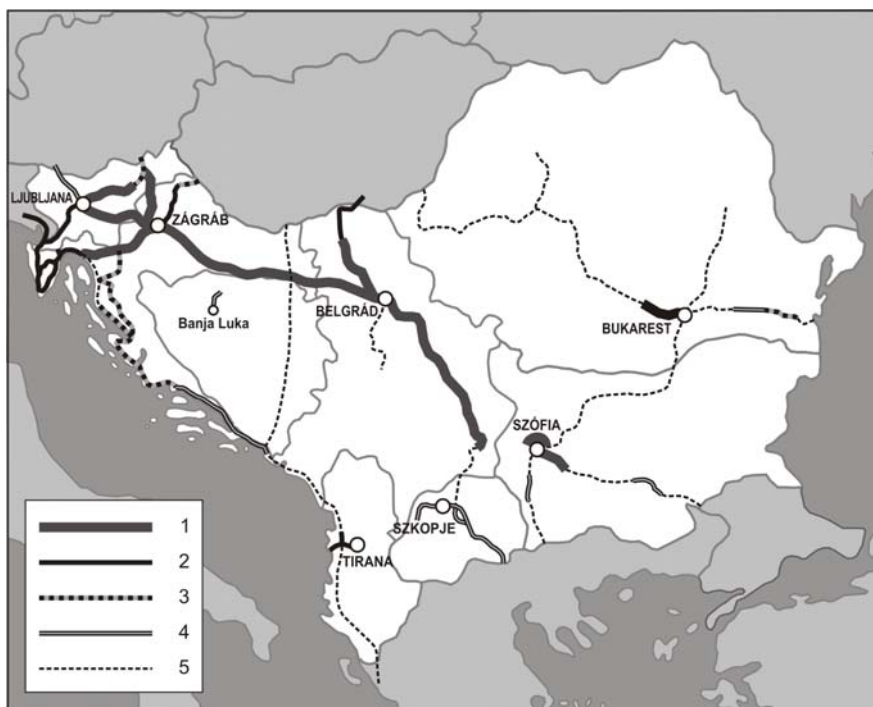 LJUBLJANA
ZÁGRÁB
BELGRÁD
Banja Luka
BUKAREST
SZÓFIA
SZKOPJE
TIRANA
1
2
3
4
5